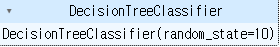 ▾ DecisionTreeClassifier
DecisionTreeClassifier(random_state=10)